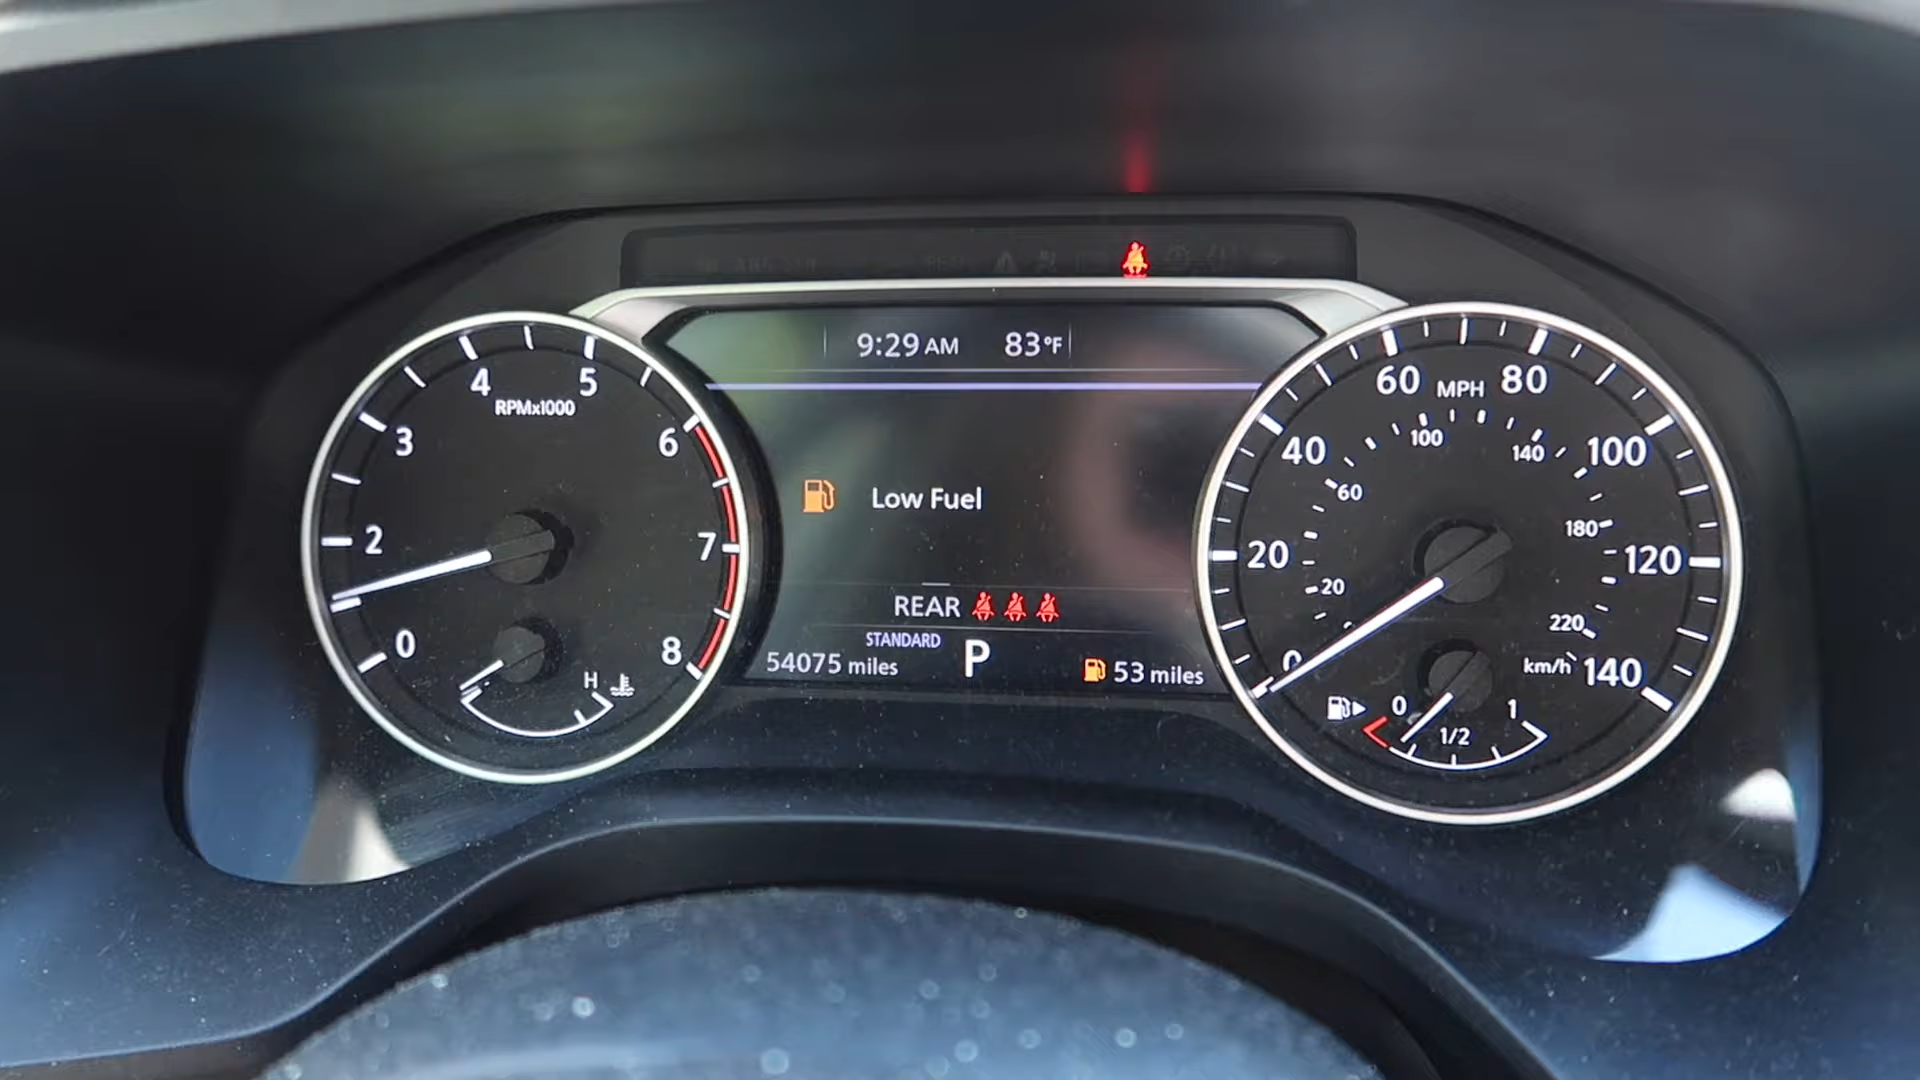 9:29 AM 83°F
4 5
RPMx1000
3 6
2 7
0 8
H
Low Fuel
REAR
STANDARD
54075 miles P 53 miles
60 MPH 80
40 100 140 100
60 180
20 120
20 220
0 km/h 140
0 1/2 1